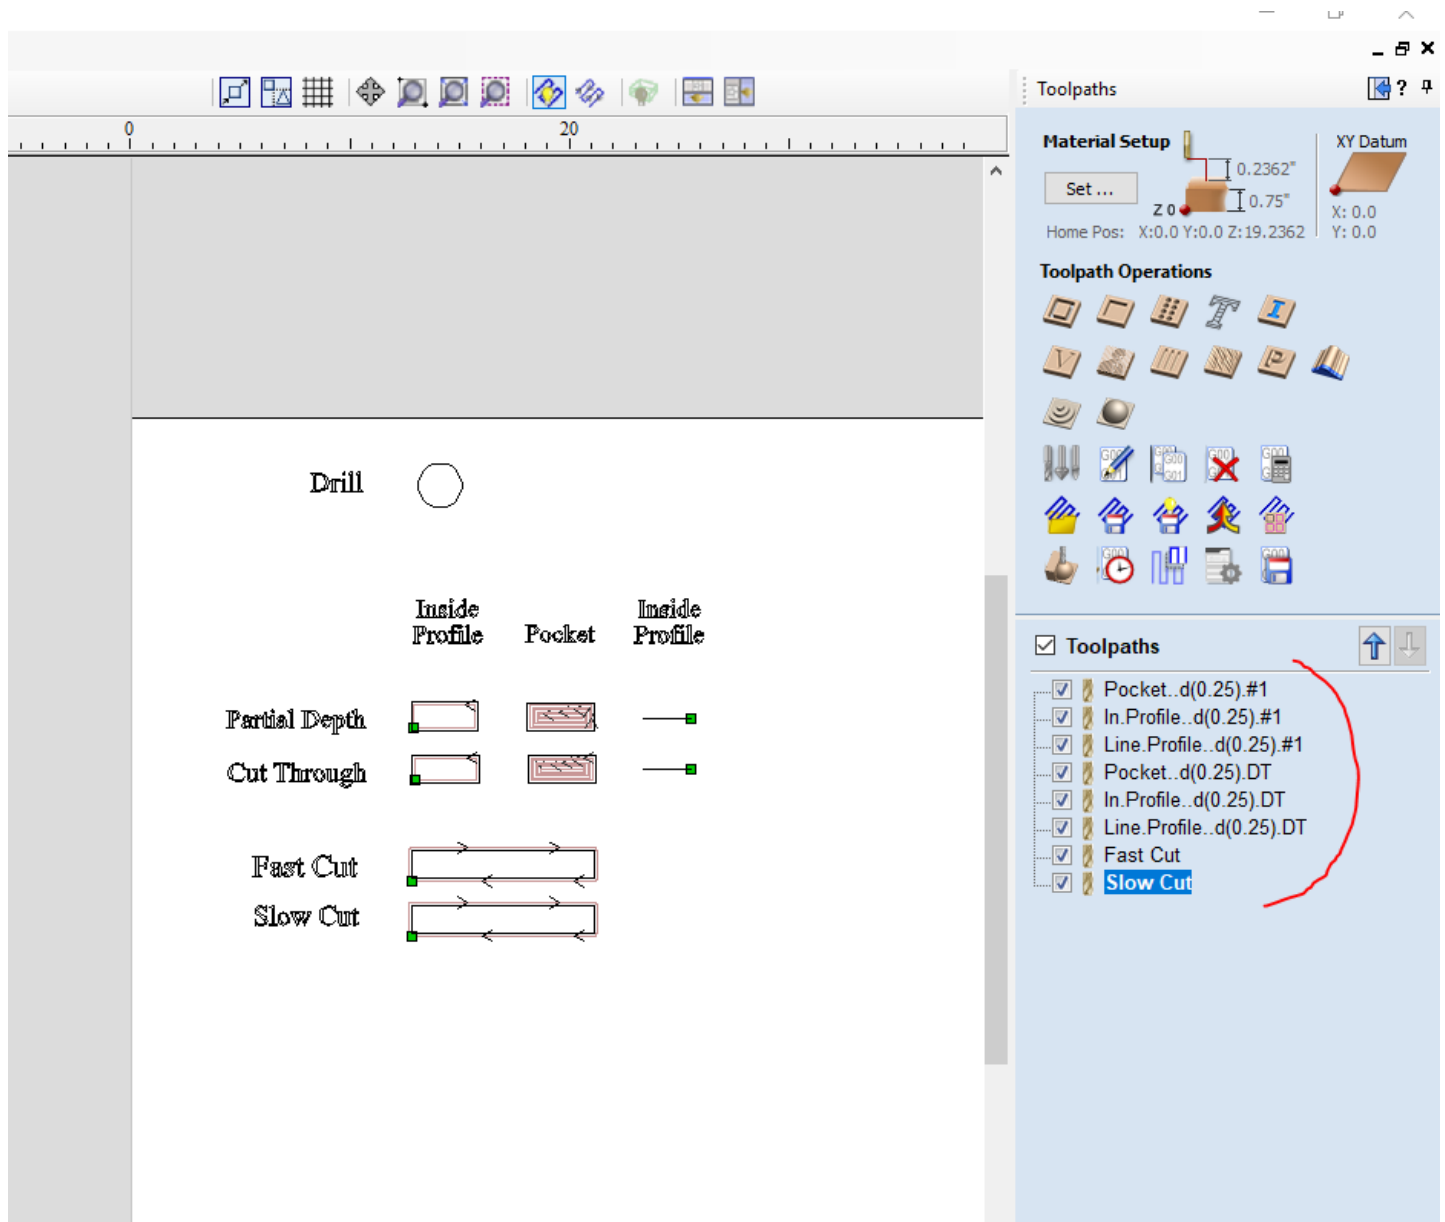 Toolpaths
?
0
20
Material Setup
XY Datum
0.2362"
Set ...
0.75"
Z 0
X: 0.0
Home Pos: X:0.0 Y:0.0 Z:19.2362
Y: 0.0
Toolpath Operations
Drill
Inside
Profile
Pocket
Inside
Profile
Partial Depth
Cut Through
Fast Cut
Slow Cut
Toolpaths
Pocket..d(0.25).#1
In.Profile..d(0.25).#1
Line.Profile..d(0.25).#1
Pocket..d(0.25).DT
In.Profile..d(0.25).DT
Line.Profile..d(0.25).DT
Fast Cut
Slow Cut